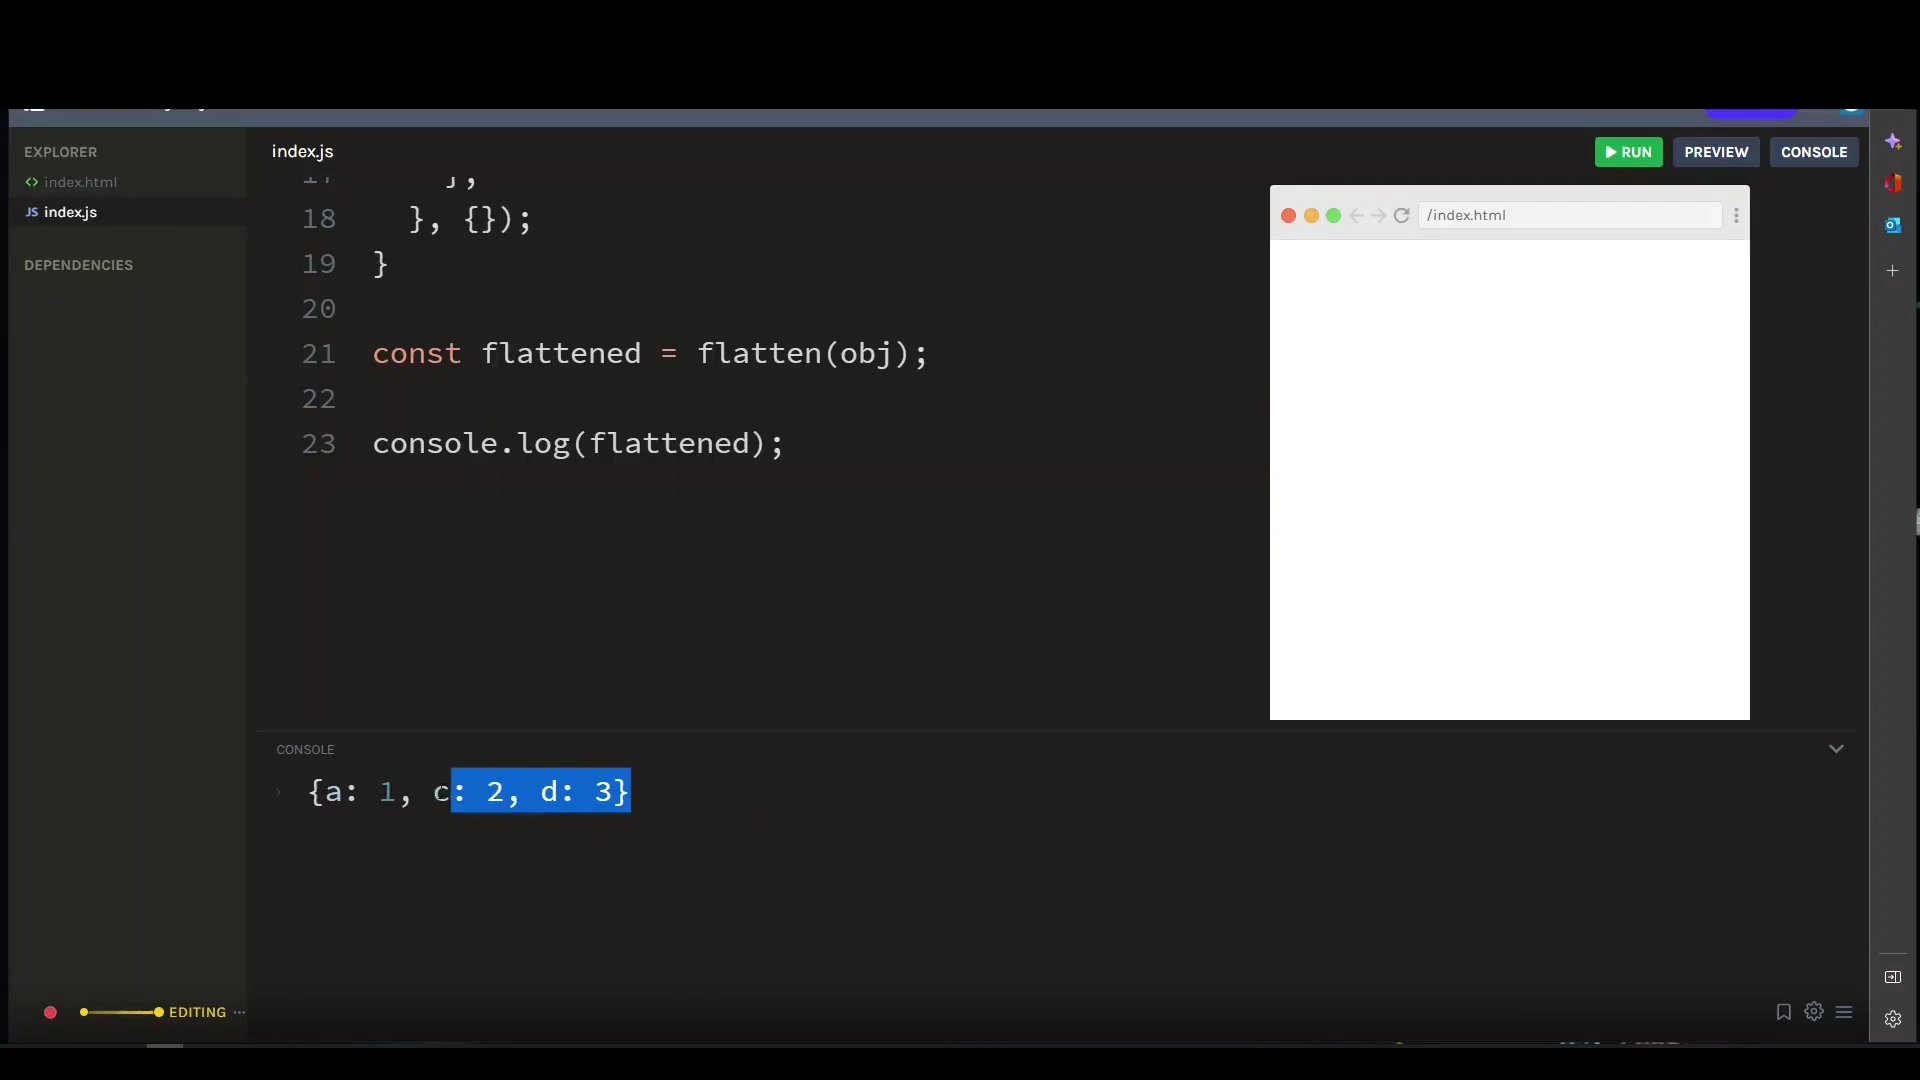 EXPLORER
<> index.html
JS index.js
DEPENDENCIES
index.js
RUN
PREVIEW
CONSOLE
/index.html
17 },
18 }, {});
19 }
20
21 const flattened = flatten(obj);
22
23 console.log(flattened);
CONSOLE
{a: 1, c: 2, d: 3}
EDITING ...